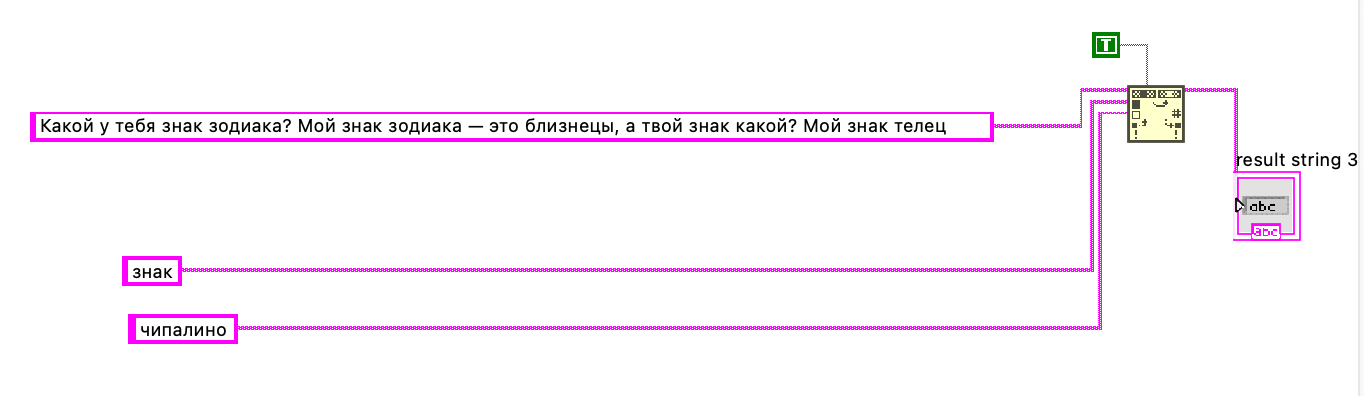 T
Какой у тебя знак зодиака? Мой знак зодиака — это близнецы, а твой знак какой? Мой знак телец
result string 3
abc
abc
знак
чипалино